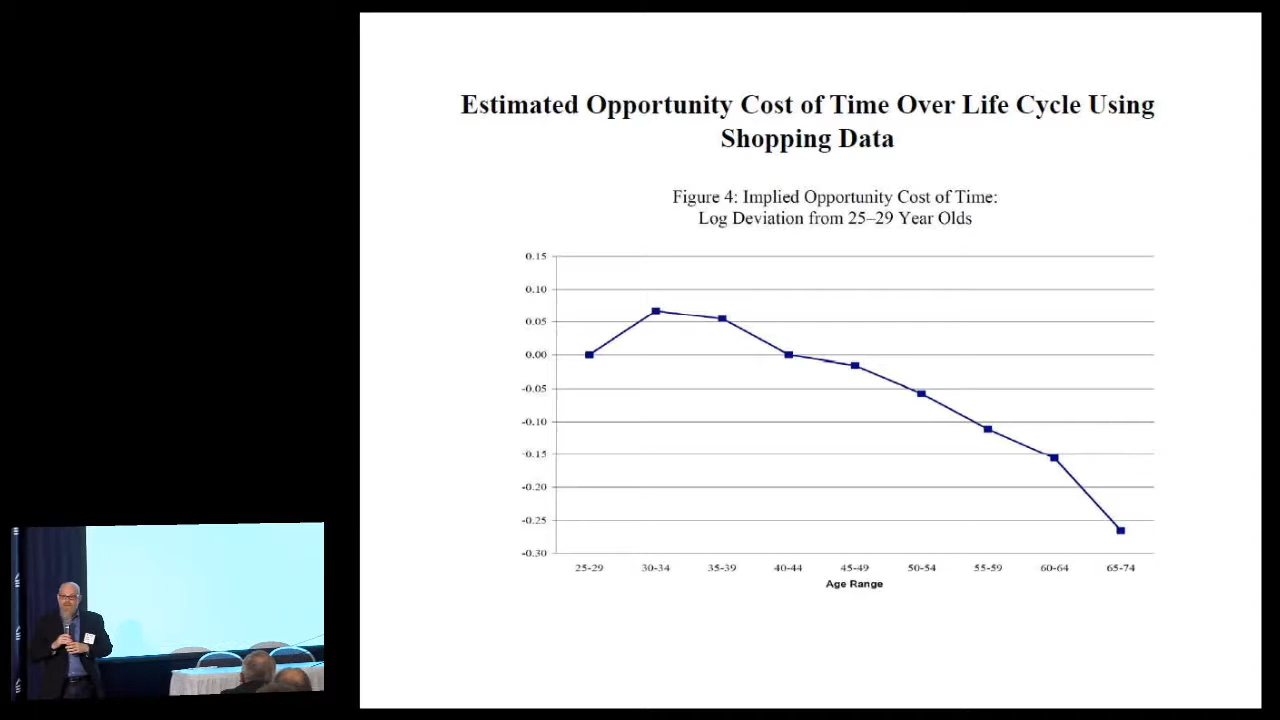 Estimated Opportunity Cost of Time Over Life Cycle Using
Shopping Data
Figure 4: Implied Opportunity Cost of Time:
Log Deviation from 25–29 Year Olds
0.15
0.10
0.05
0.00
-0.05
-0.10
-0.15
-0.20
-0.25
-0.30
25-29 30-34 35-39 40-44 45-49 50-54 55-59 60-64 65-74
Age Range